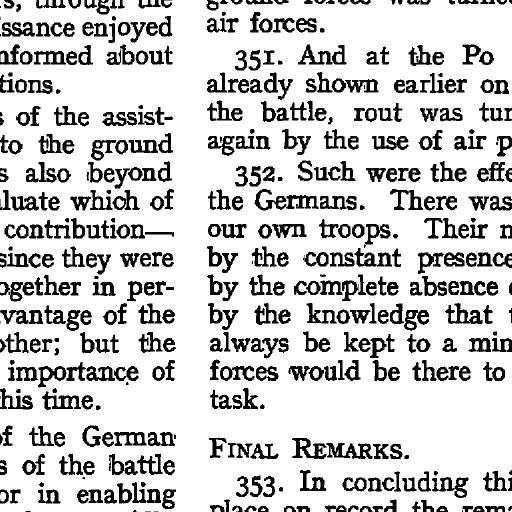 rs, through the
issance enjoyed
nformed about
tions.
s of the assist-
to the ground
s also beyond
luate which of
contribution—
since they were
ogether in per-
vantage of the
other; but the
importance of
his time.
of the German
s of the battle
or in enabling
air forces.
351. And at the Po
already shown earlier on
the battle, rout was tur
again by the use of air p
352. Such were the effe
the Germans. There was
our own troops. Their m
by the constant presence
by the complete absence
by the knowledge that
always be kept to a min
forces would be there to
task.
FINAL REMARKS.
353. In concluding thi
place on record the rema